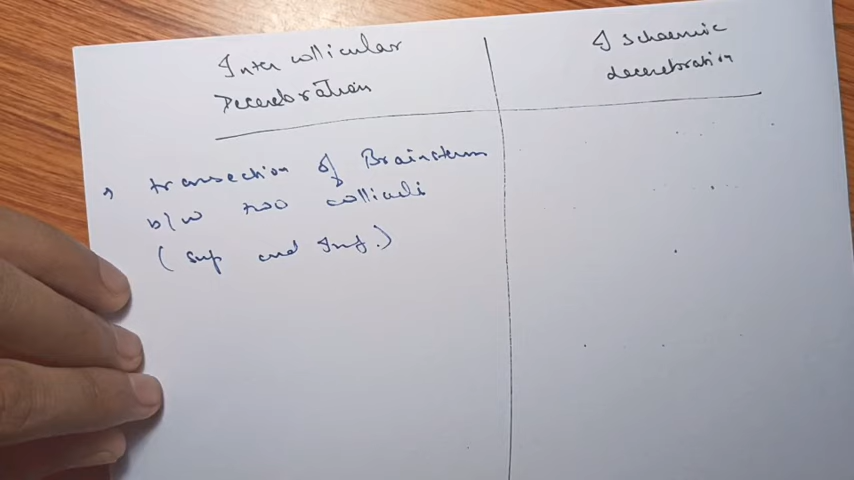 Inter collicular
Decerebration
Ischaemic
decerebration
, transection of Brainstem
b/w two colliculi
(Sup and Inf.)